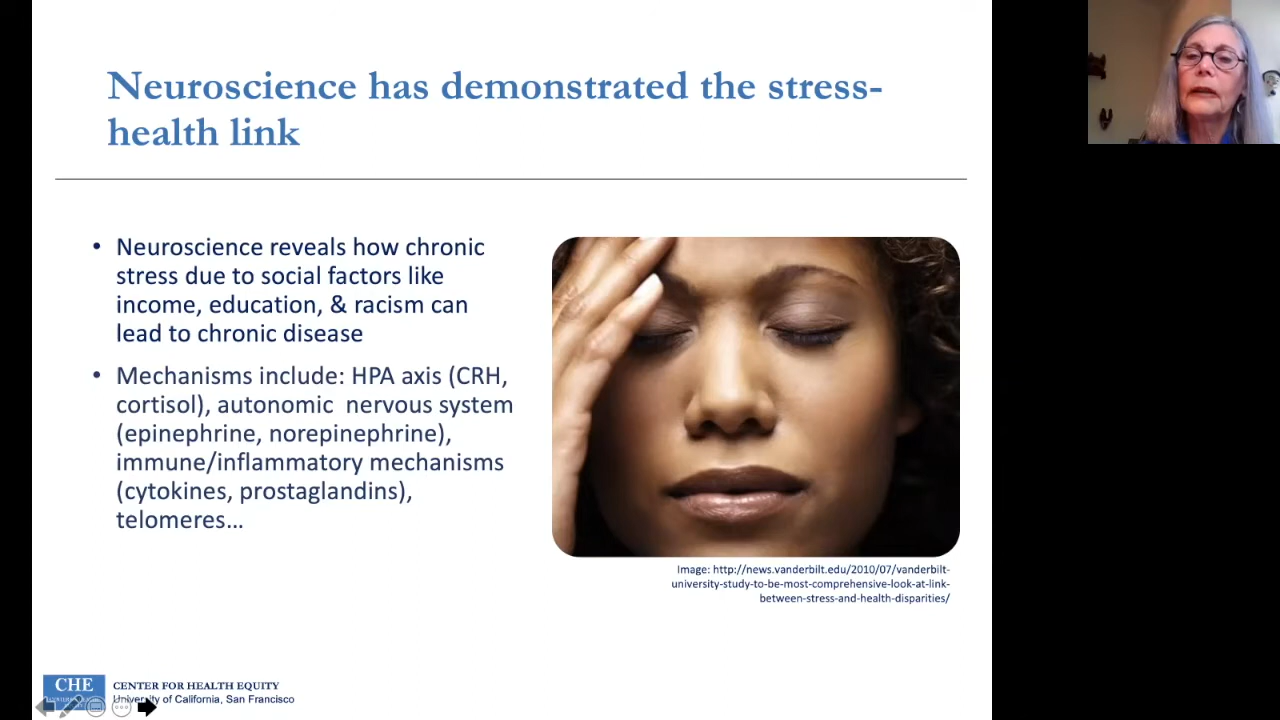 Neuroscience has demonstrated the stress-
health link
• Neuroscience reveals how chronic
stress due to social factors like
income, education, & racism can
lead to chronic disease
• Mechanisms include: HPA axis (CRH,
cortisol), autonomic nervous system
(epinephrine, norepinephrine),
immune/inflammatory mechanisms
(cytokines, prostaglandins),
telomeres…
Image: http://news.vanderbilt.edu/2010/07/vanderbilt-
university-study-to-be-most-comprehensive-look-at-link-
between-stress-and-health-disparities/
CHE
CENTER FOR HEALTH EQUITY
University of California, San Francisco